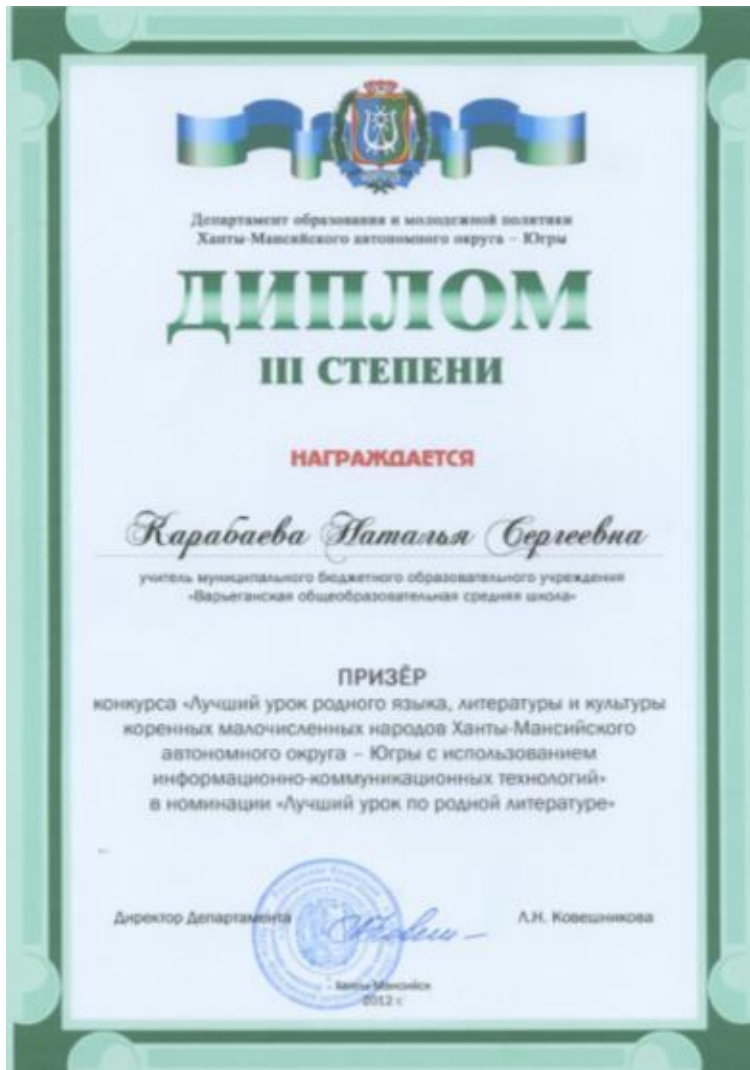 Департамент образования и молодежной политики
Ханты-Мансийского автономного округа – Югры
ДИПЛОМ
III СТЕПЕНИ
НАГРАЖДАЕТСЯ
Карабаева Наталья Сергеевна
учитель муниципального бюджетного образовательного учреждения
«Варьеганская общеобразовательная средняя школа»
ПРИЗЁР
конкурса «Лучший урок родного языка, литературы и культуры
коренных малочисленных народов Ханты-Мансийского
автономного округа – Югры с использованием
информационно-коммуникационных технологий»
в номинации «Лучший урок по родной литературе»
Директор Департамента
Л.Н. Ковешникова
Ханты-Мансийск
2012 г.